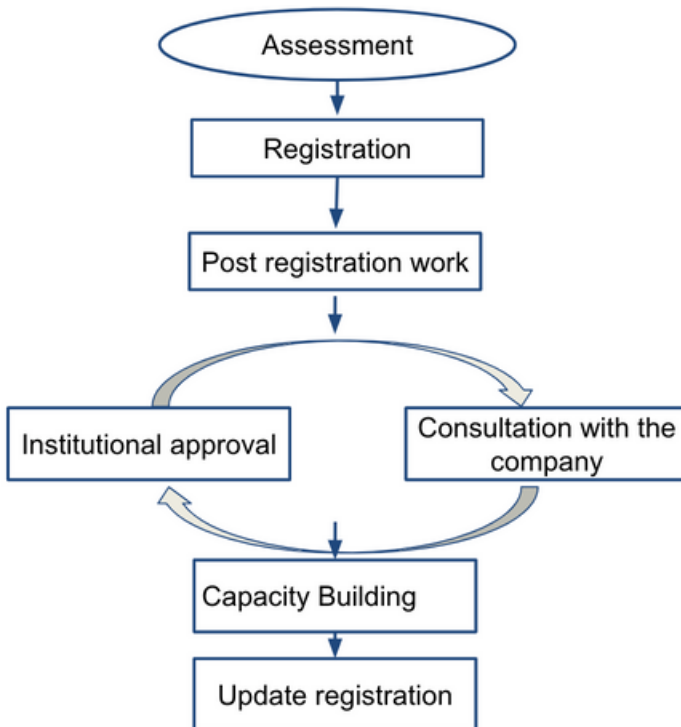 Assessment
Registration
Post registration work
Institutional approval
Consultation with the
company
Capacity Building
Update registration